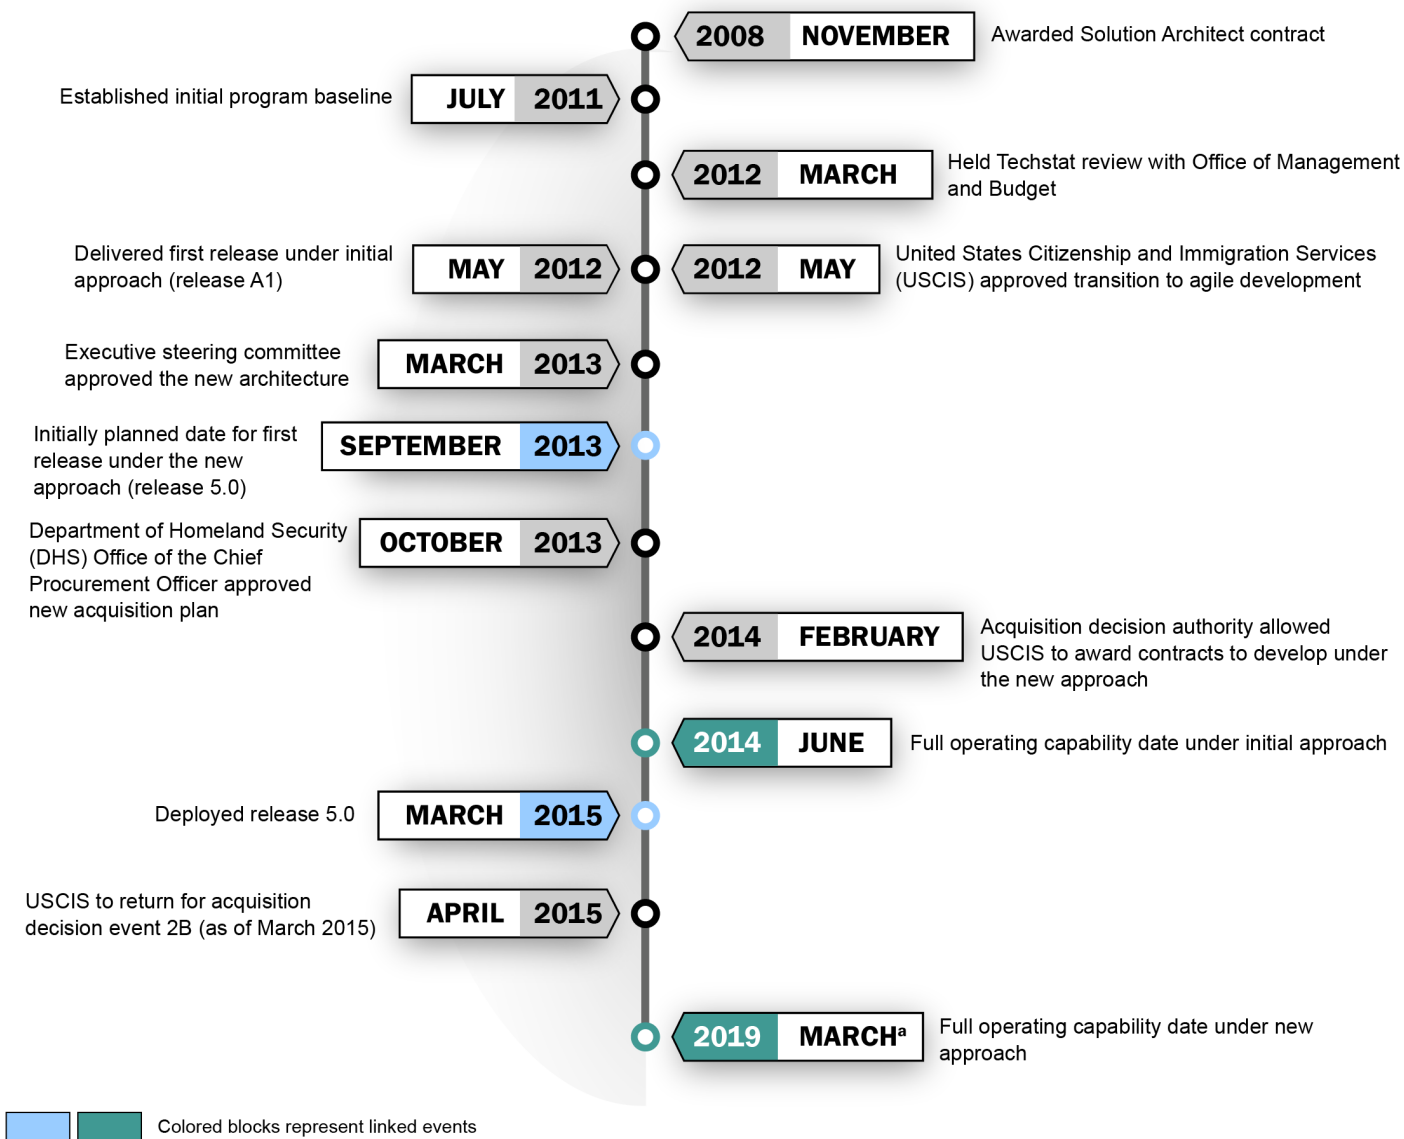 2008 NOVEMBER
Awarded Solution Architect contract
Established initial program baseline
JULY 2011
2012 MARCH
Held Techstat review with Office of Management
and Budget
Delivered first release under initial
approach (release A1)
MAY 2012
2012 MAY
United States Citizenship and Immigration Services
(USCIS) approved transition to agile development
Executive steering committee
approved the new architecture
MARCH 2013
Initially planned date for first
release under the new
approach (release 5.0)
SEPTEMBER 2013
Department of Homeland Security
(DHS) Office of the Chief
Procurement Officer approved
new acquisition plan
OCTOBER 2013
2014 FEBRUARY
Acquisition decision authority allowed
USCIS to award contracts to develop under
the new approach
2014 JUNE
Full operating capability date under initial approach
Deployed release 5.0
MARCH 2015
USCIS to return for acquisition
decision event 2B (as of March 2015)
APRIL 2015
2019 MARCHª
Full operating capability date under new
approach
Colored blocks represent linked events